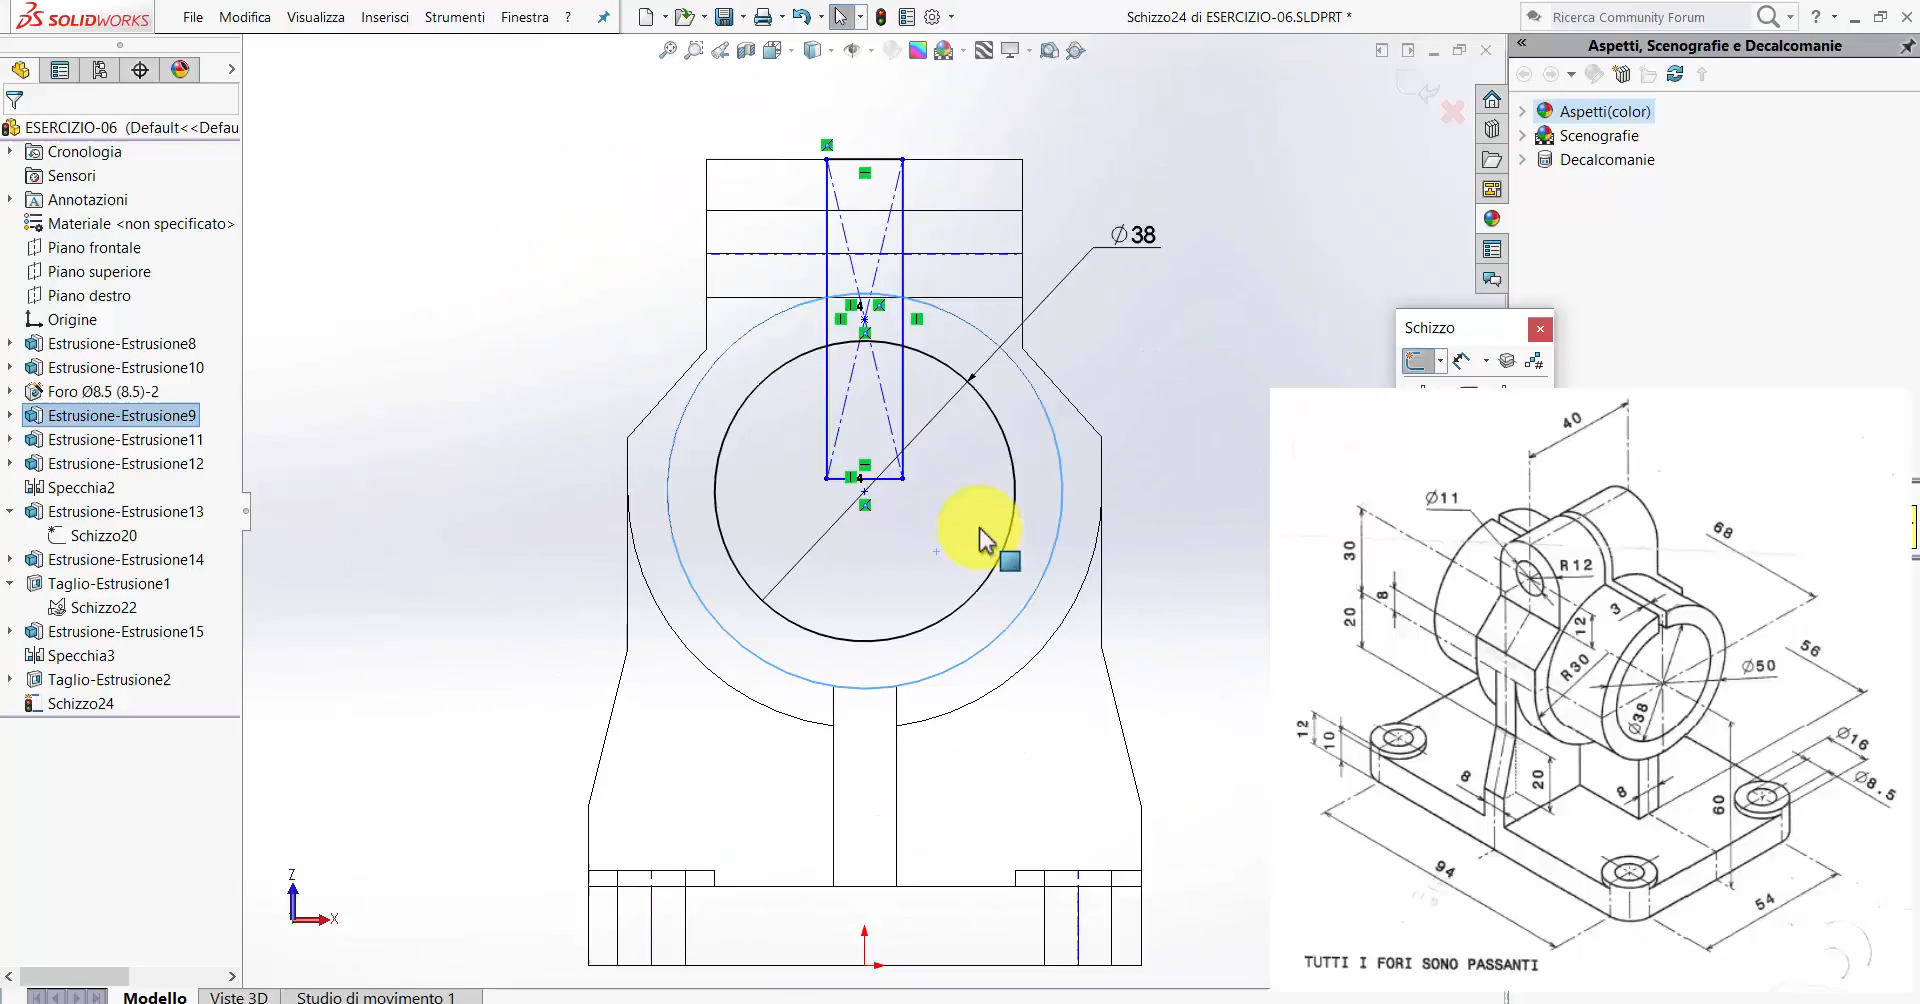 SOLIDWORKS
File
Modifica
Visualizza
Inserisci
Strumenti
Finestra
?
Schizzo24 di ESERCIZIO-06.SLDPRT *
Ricerca Community Forum
?
Aspetti, Scenografie e Decalcomanie
Aspetti(color)
Scenografie
Decalcomanie
ESERCIZIO-06 (Default<<Defau
Cronologia
Sensori
Annotazioni
Materiale <non specificato>
Piano frontale
Piano superiore
Piano destro
Origine
Estrusione-Estrusione8
Estrusione-Estrusione10
Foro Ø8.5 (8.5)-2
Estrusione-Estrusione9
Estrusione-Estrusione11
Estrusione-Estrusione12
Specchia2
Estrusione-Estrusione13
Schizzo20
Estrusione-Estrusione14
Taglio-Estrusione1
Schizzo22
Estrusione-Estrusione15
Specchia3
Taglio-Estrusione2
Schizzo24
Ø38
4
4
Z
X
Schizzo
40
Ø11
68
30
R12
8
3
20
12
56
R30
Ø50
Ø38
12
10
Ø16
8
20
8
60
Ø8.5
94
54
TUTTI I FORI SONO PASSANTI
Modello
Viste 3D
Studio di movimento 1